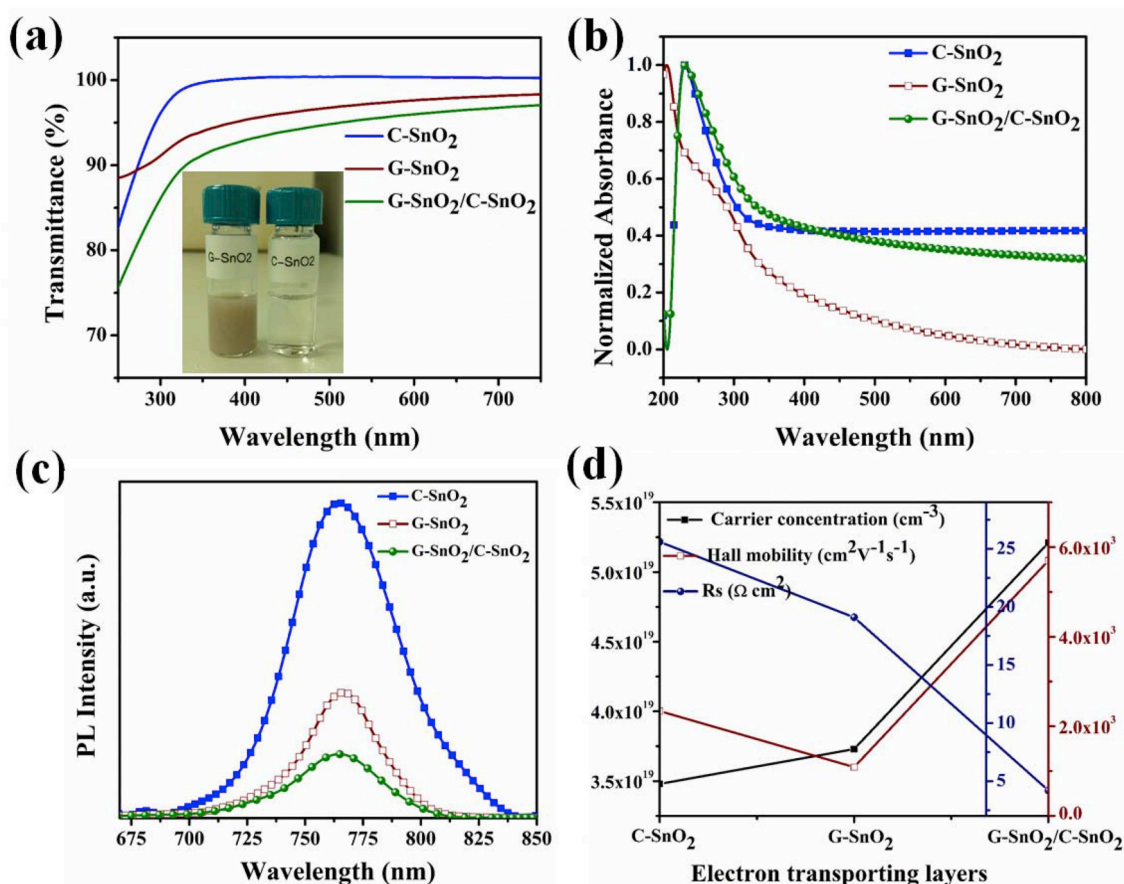 (a)
100
90
80
70
Transmittance (%)
C-SnO2
G-SnO2
G-SnO2/C-SnO2
G-SnO2
C-SnO2
300
400
500
600
700
Wavelength (nm)
(b)
1.0
0.8
0.6
0.4
0.2
0.0
Normalized Absorbance
C-SnO2
G-SnO2
G-SnO2/C-SnO2
200
300
400
500
600
700
800
Wavelength (nm)
(c)
PL Intensity (a.u.)
C-SnO2
G-SnO2
G-SnO2/C-SnO2
675
700
725
750
775
800
825
850
Wavelength (nm)
(d)
5.5x10^19
5.0x10^19
4.5x10^19
4.0x10^19
3.5x10^19
Carrier concentration (cm^-3)
Hall mobility (cm^2V^-1s^-1)
Rs (Ω cm^2)
25
20
15
10
5
6.0x10^3
4.0x10^3
2.0x10^3
0.0
C-SnO2
G-SnO2
G-SnO2/C-SnO2
Electron transporting layers